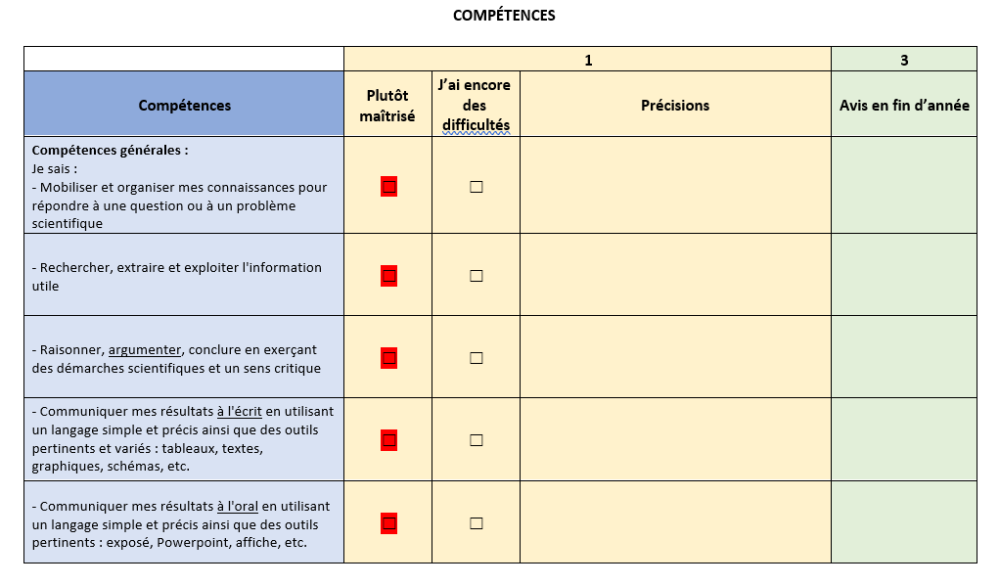 COMPÉTENCES
1
3
Compétences
Plutôt
maîtrisé
J’ai encore
des
difficultés
Précisions
Avis en fin d’année
Compétences générales :
Je sais :
- Mobiliser et organiser mes connaissances pour
répondre à une question ou à un problème
scientifique
- Rechercher, extraire et exploiter l'information
utile
- Raisonner, argumenter, conclure en exerçant
des démarches scientifiques et un sens critique
- Communiquer mes résultats à l'écrit en utilisant
un langage simple et précis ainsi que des outils
pertinents et variés : tableaux, textes,
graphiques, schémas, etc.
- Communiquer mes résultats à l'oral en utilisant
un langage simple et précis ainsi que des outils
pertinents : exposé, Powerpoint, affiche, etc.